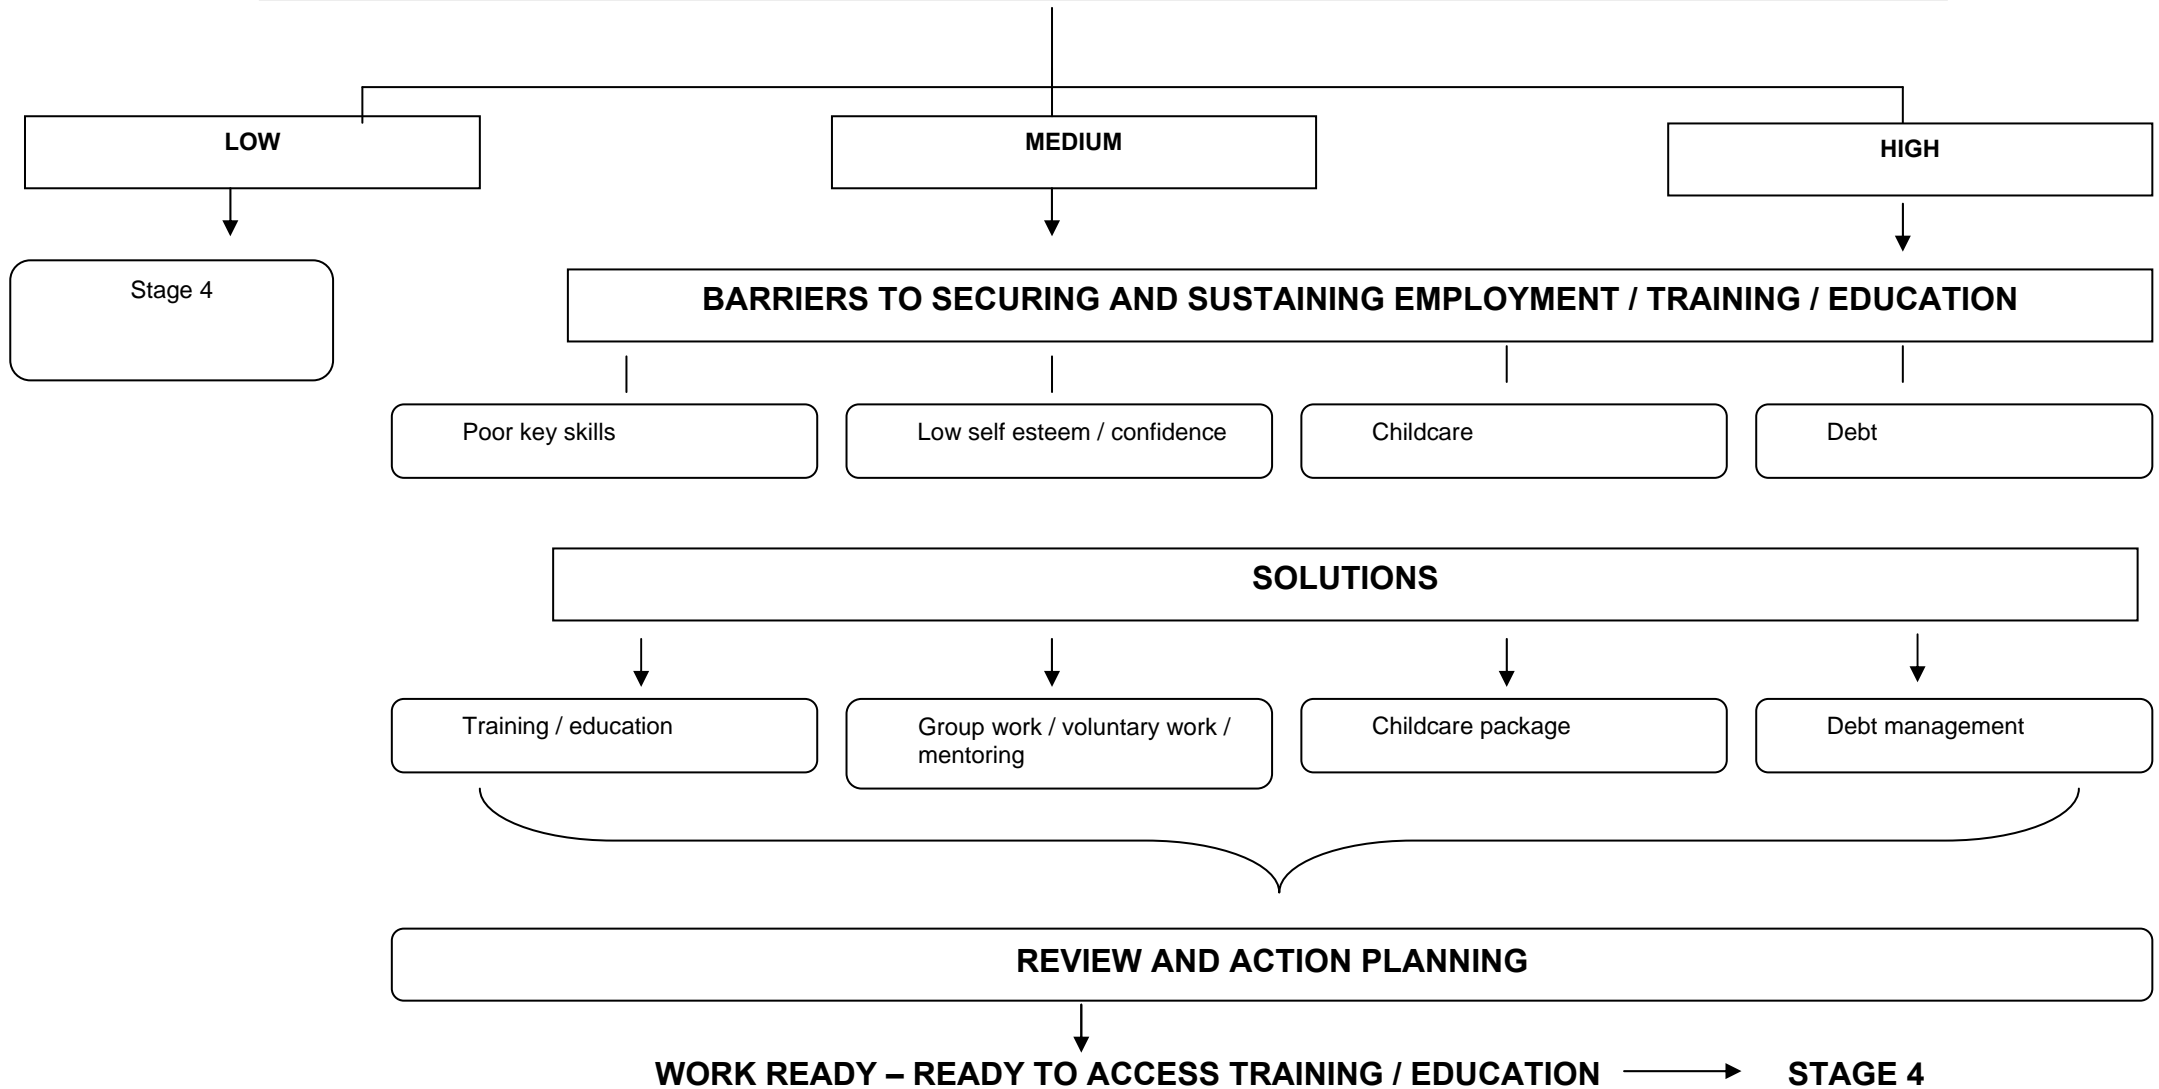 LOW
MEDIUM
HIGH
Stage 4
BARRIERS TO SECURING AND SUSTAINING EMPLOYMENT / TRAINING / EDUCATION
Poor key skills
Low self esteem / confidence
Childcare
Debt
SOLUTIONS
Training / education
Group work / voluntary work /
mentoring
Childcare package
Debt management
REVIEW AND ACTION PLANNING
WORK READY – READY TO ACCESS TRAINING / EDUCATION
STAGE 4